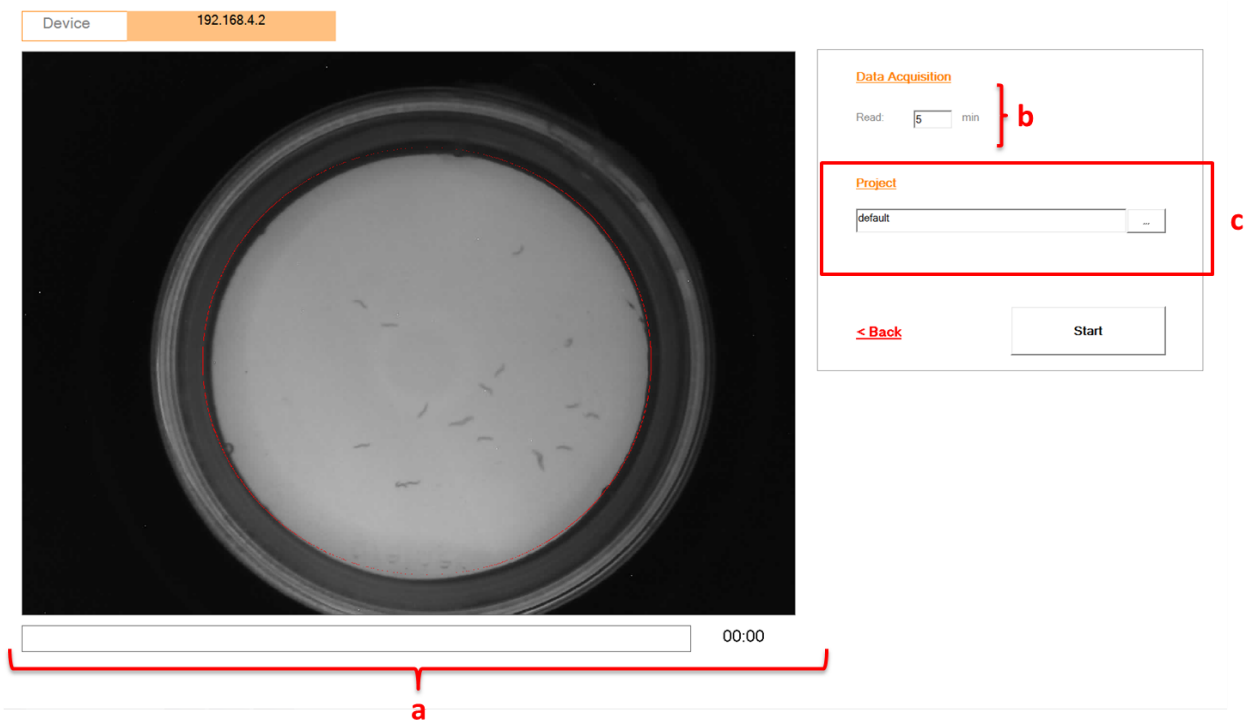 Device 192.168.4.2
Data Acquisition
Read: 5 min
b
Project
default ...
c
< Back Start
00:00
a